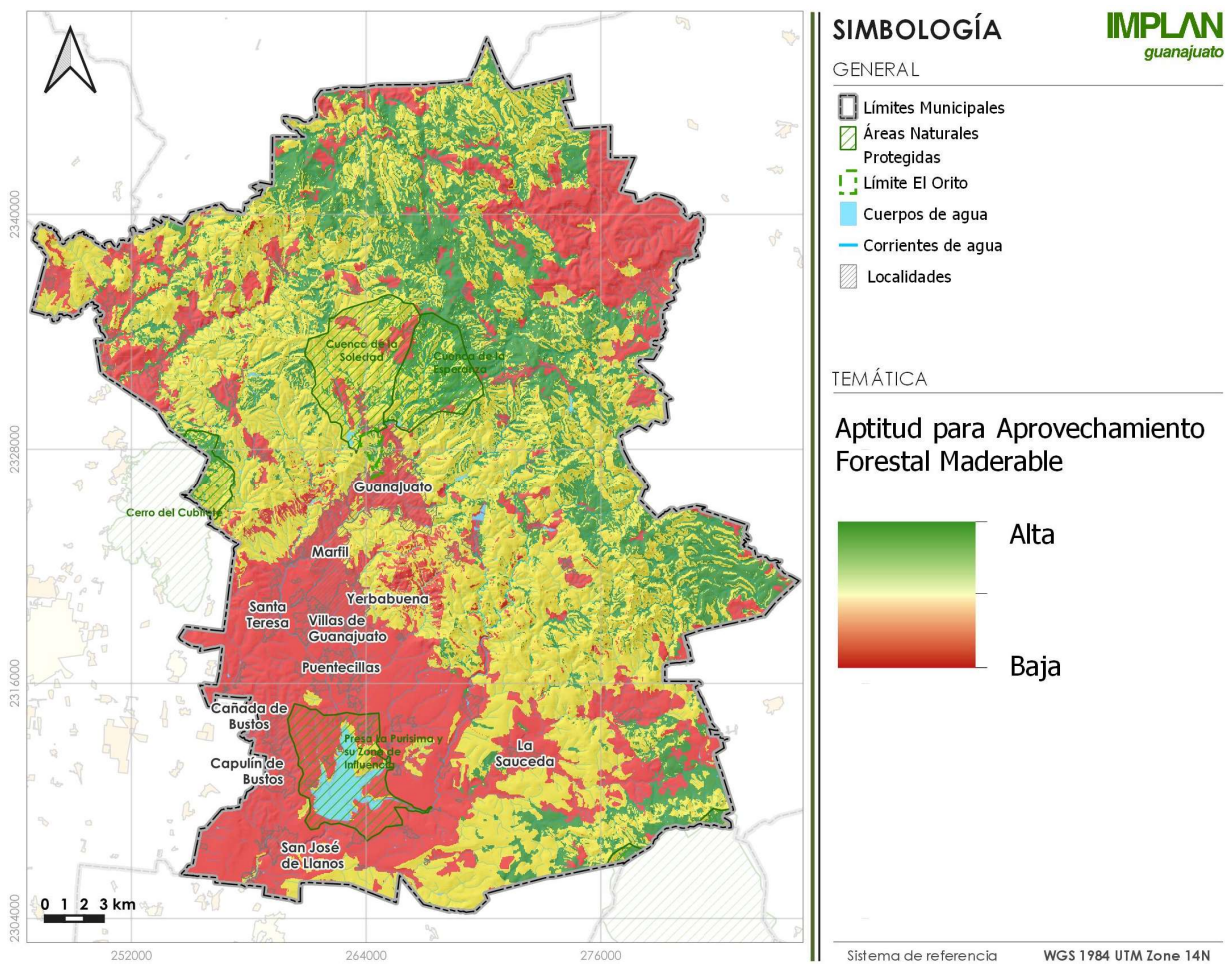 SIMBOLOGÍA
IMPLAN
guanajuato
GENERAL
Límites Municipales
Áreas Naturales
Protegidas
Límite El Orito
Cuerpos de agua
Corrientes de agua
Localidades
TEMÁTICA
Aptitud para Aprovechamiento
Forestal Maderable
Alta
Baja
Sistema de referencia
WGS 1984 UTM Zone 14N
2340000
2328000
2316000
2304000
252000
264000
276000
0 1 2 3 km
Cuenca de la
Soledad
Cuenca de la
Esperanza
Guanajuato
Cerro del Cubilete
Marfil
Yerbabuena
Santa
Teresa
Villas de
Guanajuato
Puentecillas
Cañada de
Bustos
Presa La Purísima y
su Zona de
Influencia
La
Sauceda
Capulín de
Bustos
San José
de Llanos